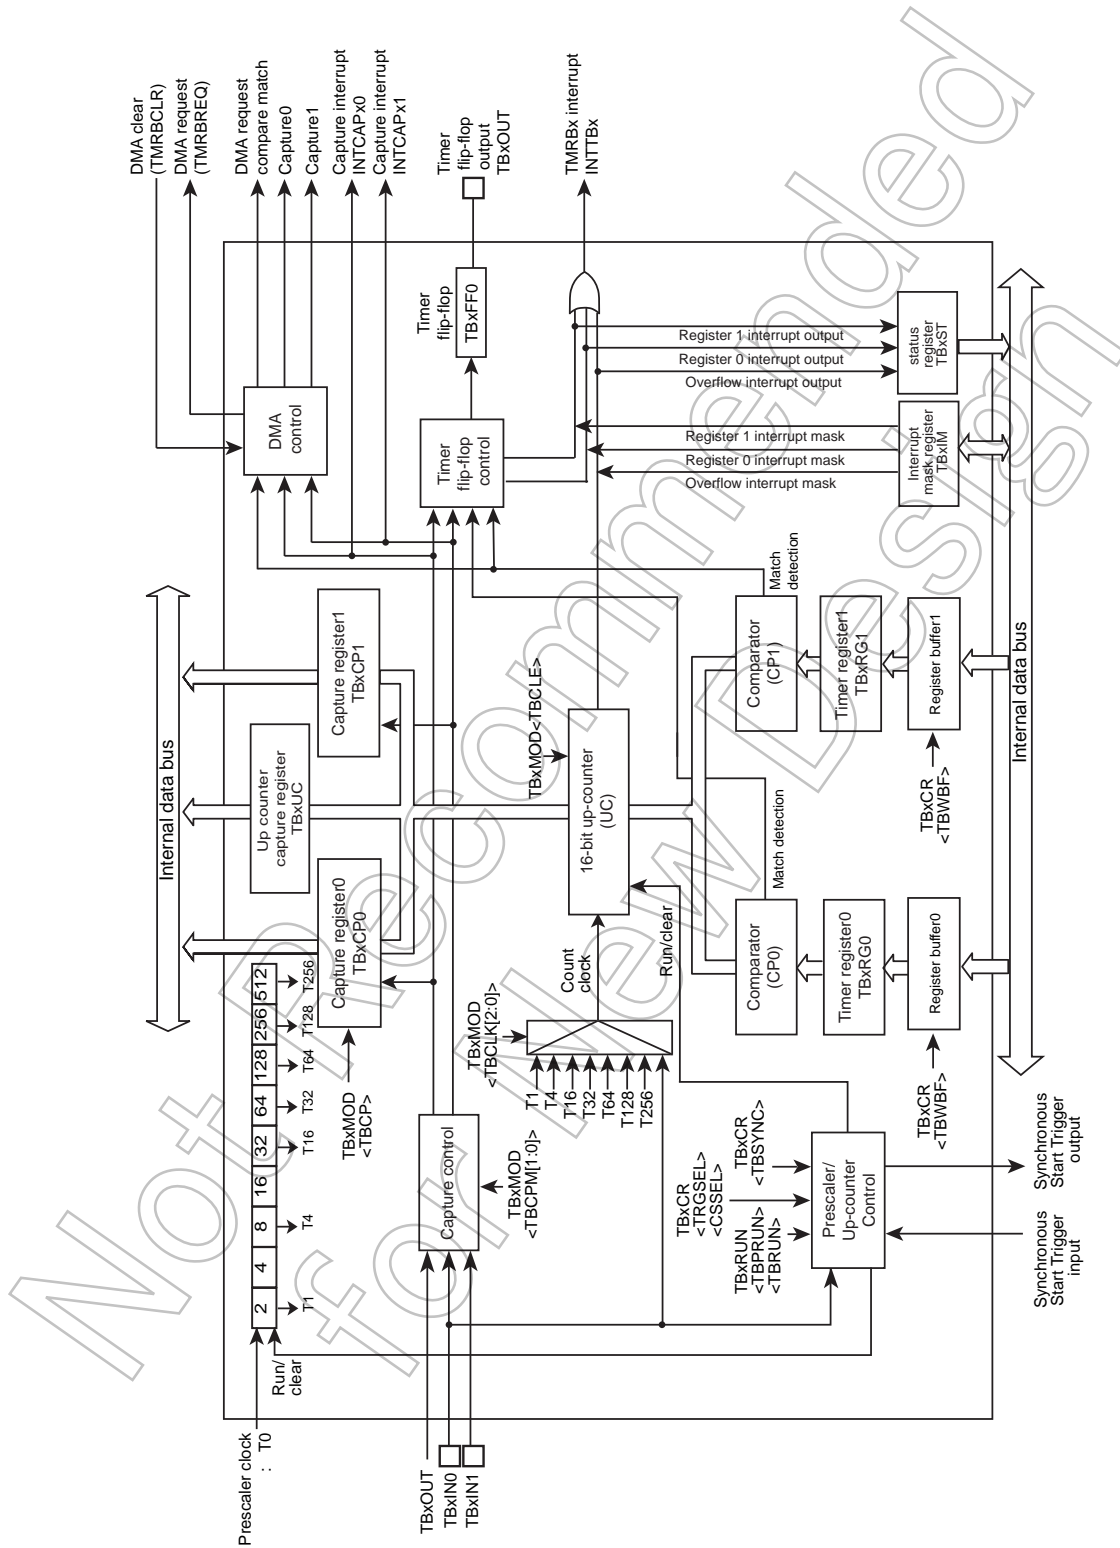 DMA clear
(TMRBCLR)
DMA request
(TMRBREQ)
DMA request
compare match
Capture0
Capture1
Capture interrupt
INTCAPx0
Capture interrupt
INTCAPx1
Timer
flip-flop
output
TBxOUT
TMRBx interrupt
INTTBx
DMA
control
Timer
flip-flop
control
Timer
flip-flop
TBxFF0
Register 1 interrupt output
Register 0 interrupt output
Overflow interrupt output
status
register
TBxST
Register 1 interrupt mask
Register 0 interrupt mask
Overflow interrupt mask
Interrupt
mask register
TBxIM
Internal data bus
Capture register1
TBxCP1
Up counter
capture register
TBxUC
Capture register0
TBxCP0
TBxMOD
<TBCP>
TBxMOD<TBCLE>
16-bit up-counter
(UC)
Count
clock
Run/clear
Match
detection
Comparator
(CP1)
Timer register1
TBxRG1
Register buffer1
TBxCR
<TBWBF>
Internal data bus
Match detection
Comparator
(CP0)
Timer register0
TBxRG0
Register buffer0
TBxCR
<TBWBF>
Prescaler clock
: T0
Run/
clear
2 4 8 16 32 64 128 256 512
T1 T4 T16 T32 T64 T128 T256
Capture control
TBxMOD
<TBCPM[1:0]>
TBxMOD
<TBCLK[2:0]>
T1
T4
T16
T32
T64
T128
T256
TBxOUT
TBxIN0
TBxIN1
TBxRUN
<TBPRUN>
<TBRUN>
TBxCR
<TRGSEL>
<CSSEL>
TBxCR
<TBSYNC>
Prescaler/
Up-counter
Control
Synchronous
Start Trigger
input
Synchronous
Start Trigger
output
Not Recommended
for New Design